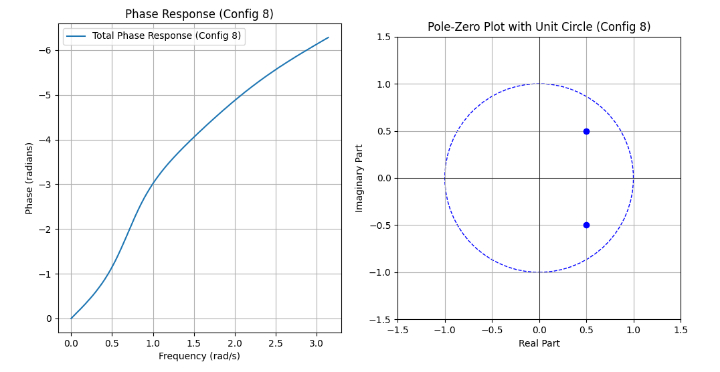 Phase Response (Config 8)
Total Phase Response (Config 8)
−6
−5
−4
−3
−2
−1
0
Phase (radians)
0.0 0.5 1.0 1.5 2.0 2.5 3.0
Frequency (rad/s)
Pole-Zero Plot with Unit Circle (Config 8)
1.5
1.0
0.5
0.0
−0.5
−1.0
−1.5
Imaginary Part
−1.5 −1.0 −0.5 0.0 0.5 1.0 1.5
Real Part